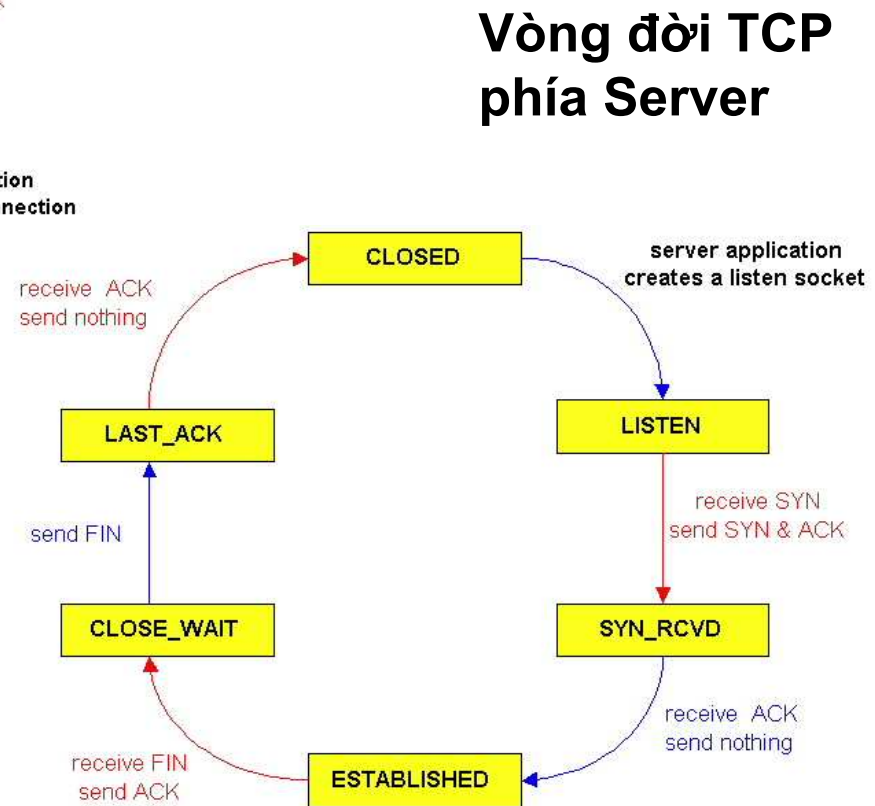 Vòng đời TCP
phía Server
nection
CLOSED
server application
creates a listen socket
receive ACK
send nothing
LAST_ACK
LISTEN
receive SYN
send SYN & ACK
send FIN
CLOSE_WAIT
SYN_RCVD
receive ACK
send nothing
receive FIN
send ACK
ESTABLISHED